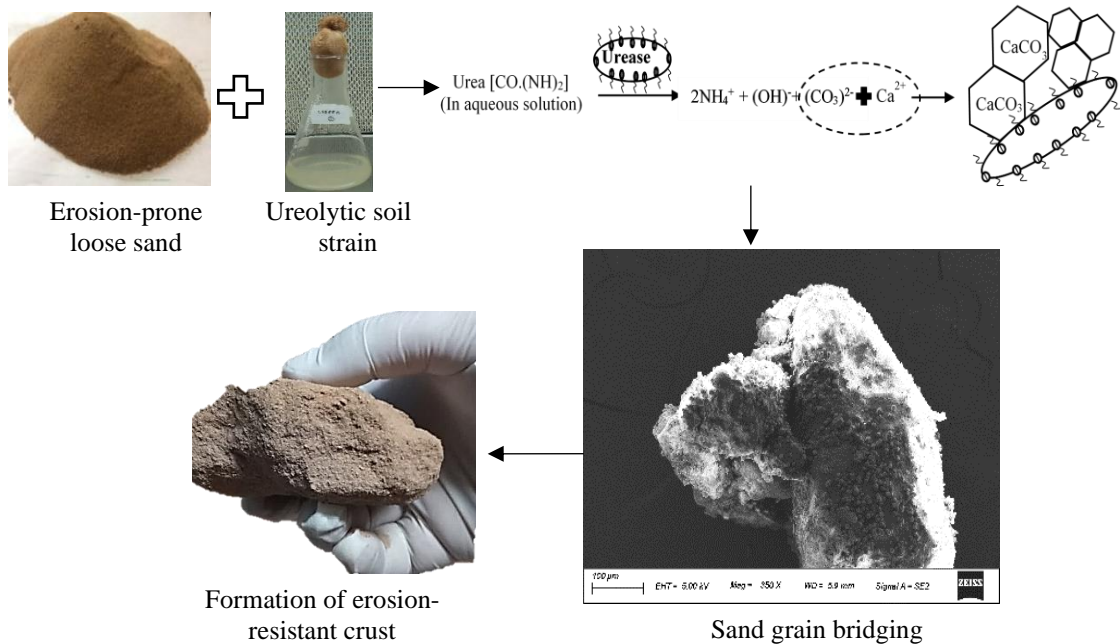 Urease
CaCO3
CaCO3
Urea [CO.(NH)2]
(In aqueous solution)
2NH4+ + (OH)-+ (CO3)2- + Ca2+
Erosion-prone
loose sand
Ureolytic soil
strain
100 µm
EHT = 5.00 kV
Mag = 350 X
WD = 5.9 mm
Signal A = SE2
ZEISS
Formation of erosion-
resistant crust
Sand grain bridging